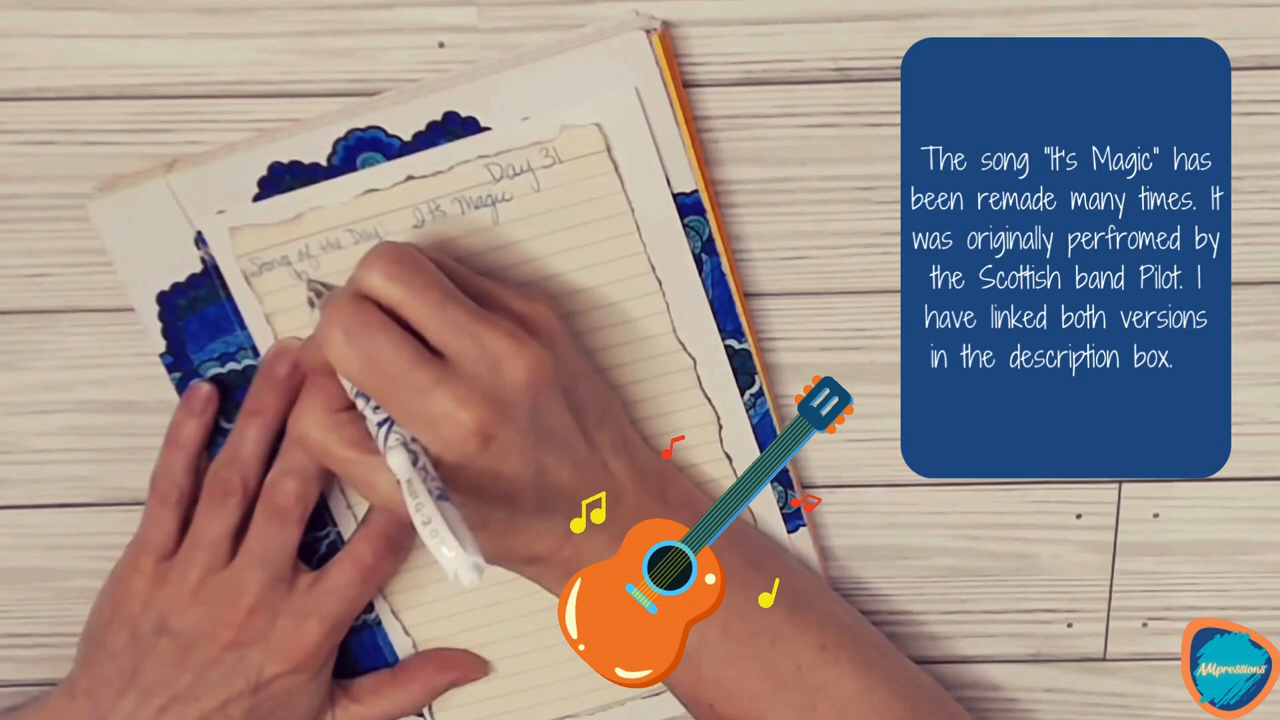 Day 31
It's Magic
Song of the Day:
The song "It's Magic" has
been remade many times. It
was originally perfromed by
the Scottish band Pilot. I
have linked both versions
in the description box.
AMpressions